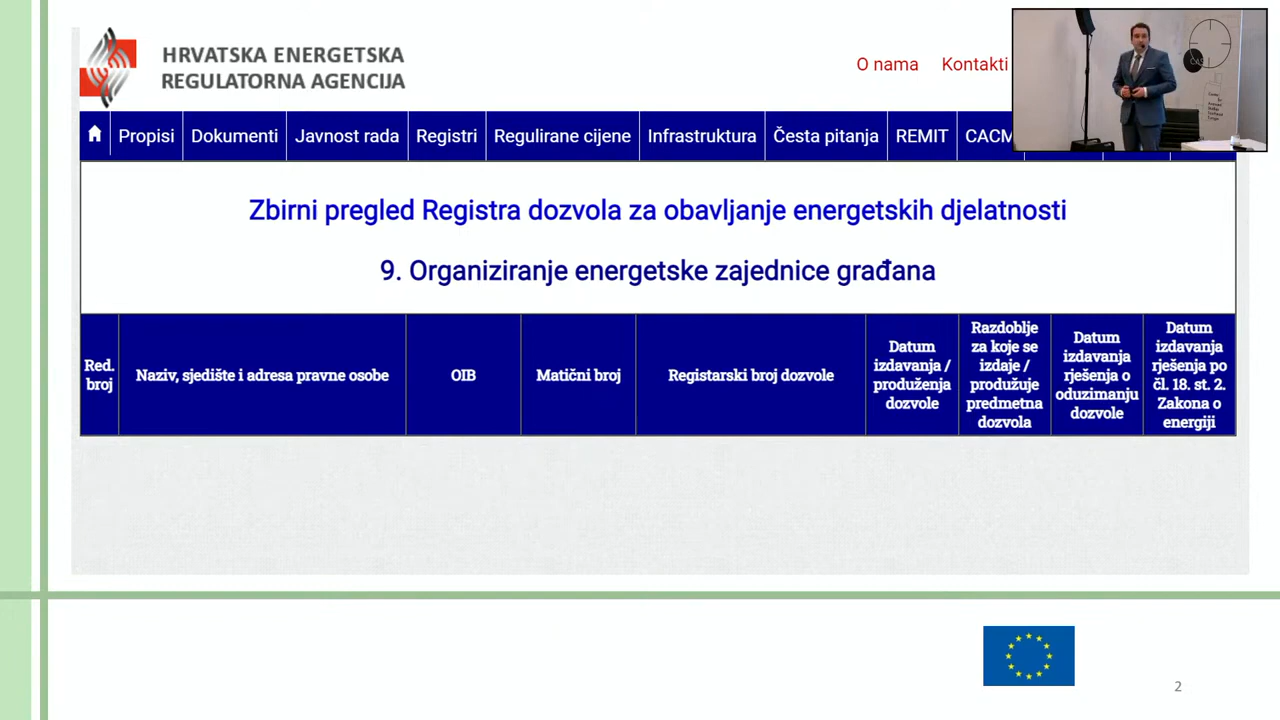 HRVATSKA ENERGETSKA
REGULATORNA AGENCIJA
O nama Kontakti
Propisi Dokumenti Javnost rada Registri Regulirane cijene Infrastruktura Česta pitanja REMIT CACM
Zbirni pregled Registra dozvola za obavljanje energetskih djelatnosti
9. Organiziranje energetske zajednice građana
Red.
broj
Naziv, sjedište i adresa pravne osobe
OIB
Matični broj
Registarski broj dozvole
Datum
izdavanja /
produženja
dozvole
Razdoblje
za koje se
izdaje /
produžuje
predmetna
dozvola
Datum
izdavanja
rješenja o
oduzimanju
dozvole
Datum
izdavanja
rješenja po
čl. 18. st. 2.
Zakona o
energiji
2